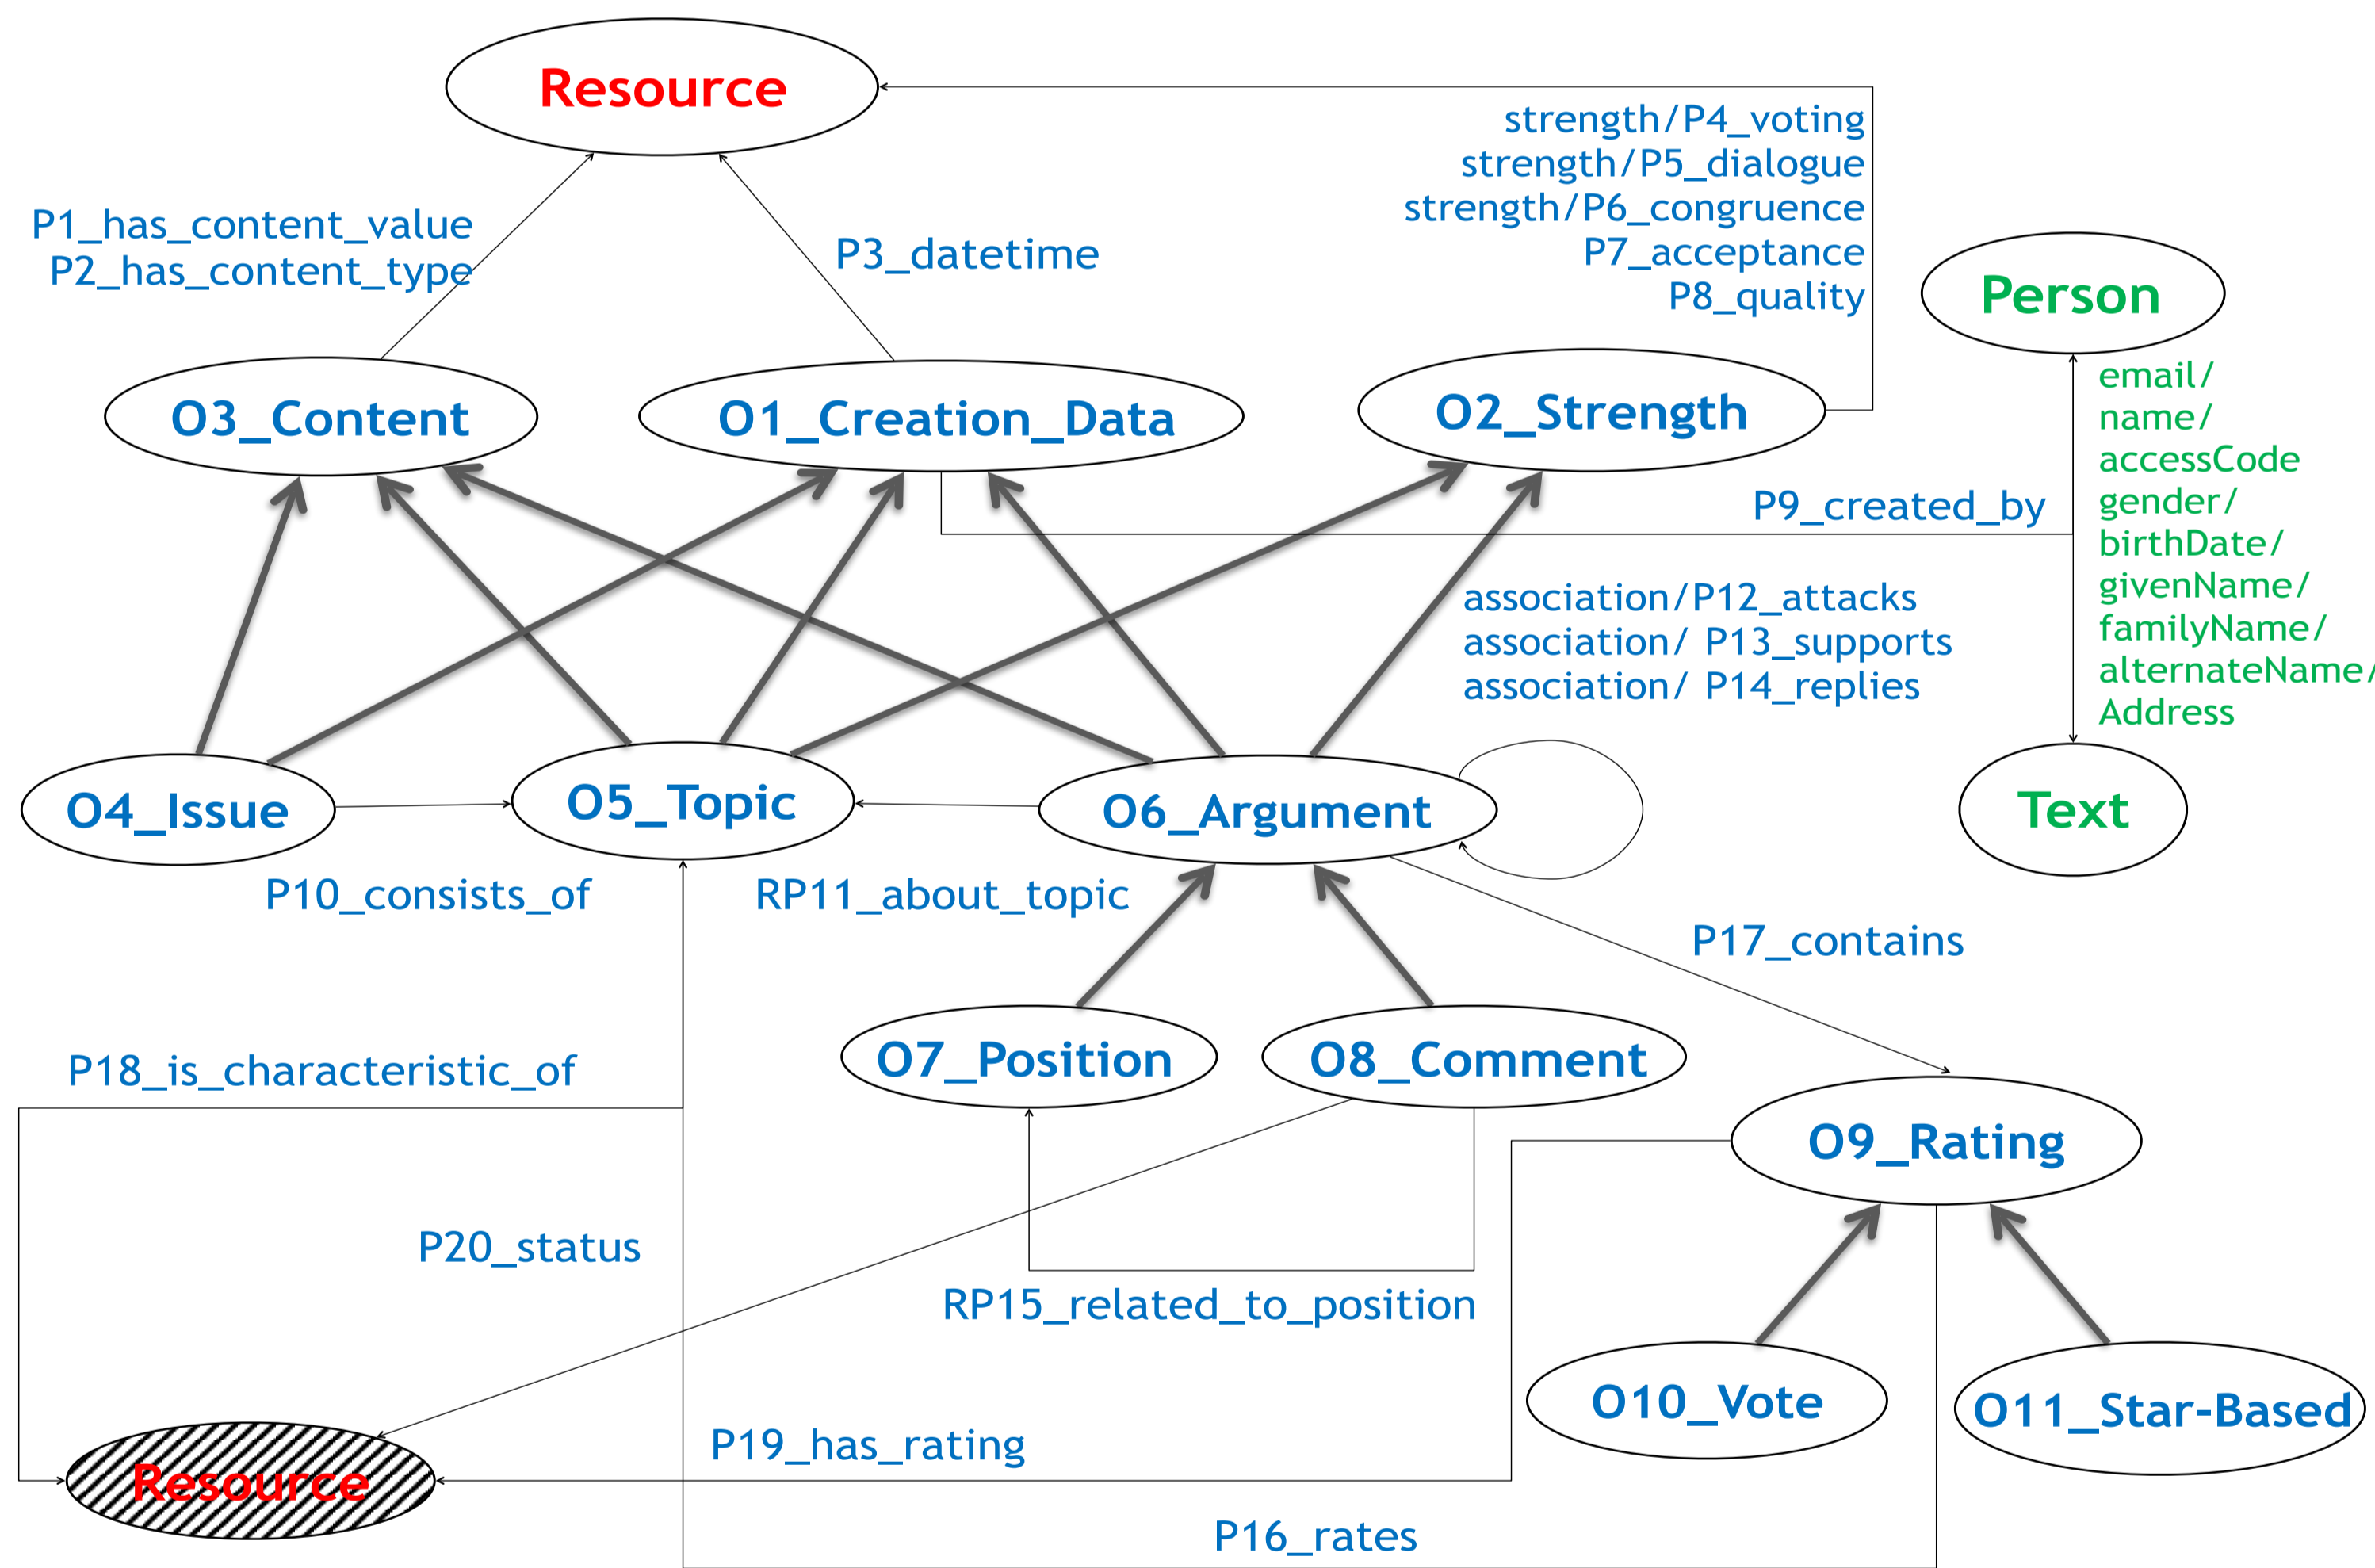 Resource
strength/P4_voting
strength/P5_dialogue
strength/P6_congruence
P7_acceptance
P8_quality
P1_has_content_value
P2_has_content_type
P3_datetime
Person
O3_Content
O1_Creation_Data
O2_Strength
email/
name/
accessCode
gender/
birthDate/
givenName/
familyName/
alternateName/
Address
P9_created_by
association/P12_attacks
association/ P13_supports
association/ P14_replies
O4_Issue
O5_Topic
O6_Argument
Text
P10_consists_of
RP11_about_topic
P17_contains
P18_is_characteristic_of
O7_Position
O8_Comment
O9_Rating
P20_status
RP15_related_to_position
O10_Vote
O11_Star-Based
P19_has_rating
Resource
P16_rates